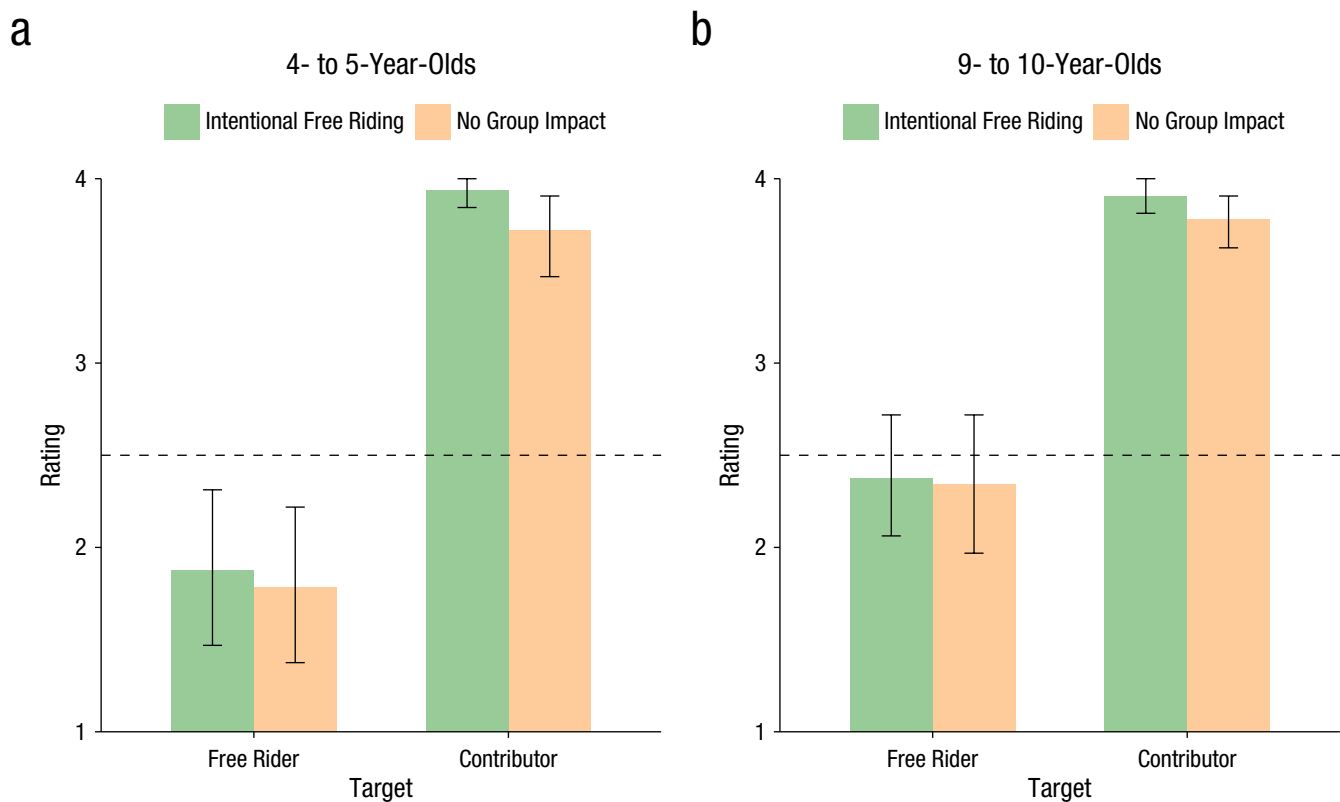 a
4- to 5-Year-Olds
Intentional Free Riding No Group Impact
4
3
2
1
Rating
Free Rider Contributor
Target
b
9- to 10-Year-Olds
Intentional Free Riding No Group Impact
4
3
2
1
Rating
Free Rider Contributor
Target